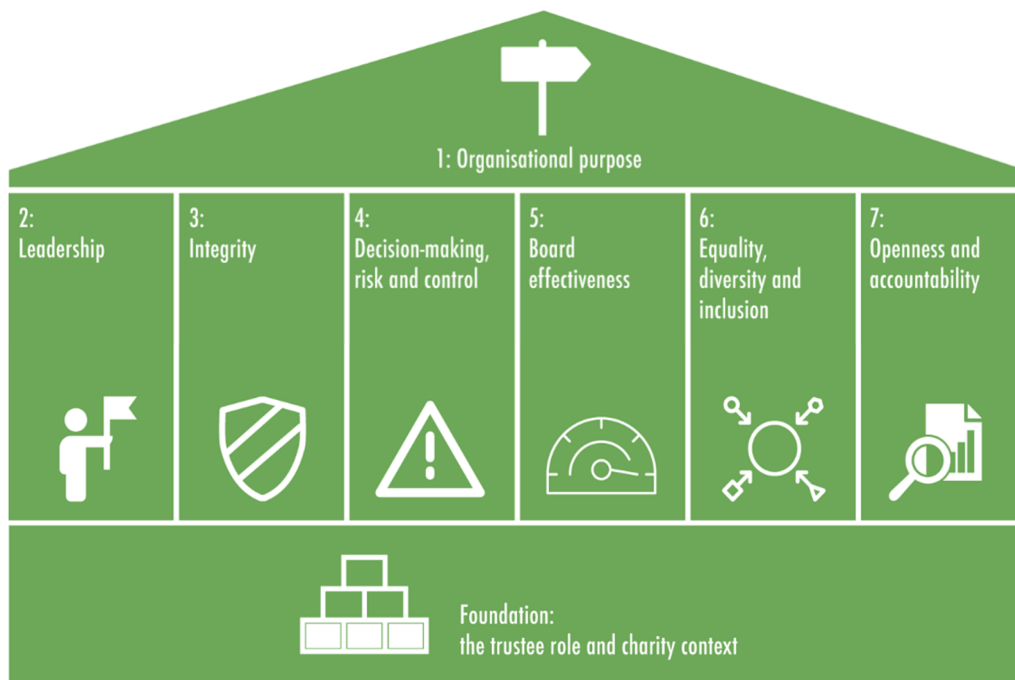 1: Organisational purpose
2:
Leadership
3:
Integrity
4:
Decision-making,
risk and control
5:
Board
effectiveness
6:
Equality,
diversity and
inclusion
7:
Openness and
accountability
Foundation:
the trustee role and charity context